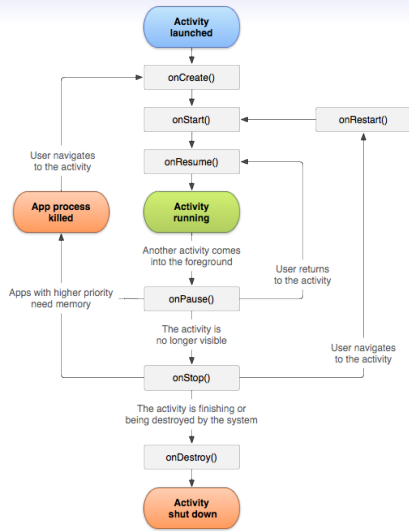 Activity
launched
onCreate()
onStart()
onRestart()
User navigates
to the activity
onResume()
App process
killed
Activity
running
Another activity comes
into the foreground
User returns
to the activity
Apps with higher priority
need memory
onPause()
The activity is
no longer visible
User navigates
to the activity
onStop()
The activity is finishing or
being destroyed by the system
onDestroy()
Activity
shut down